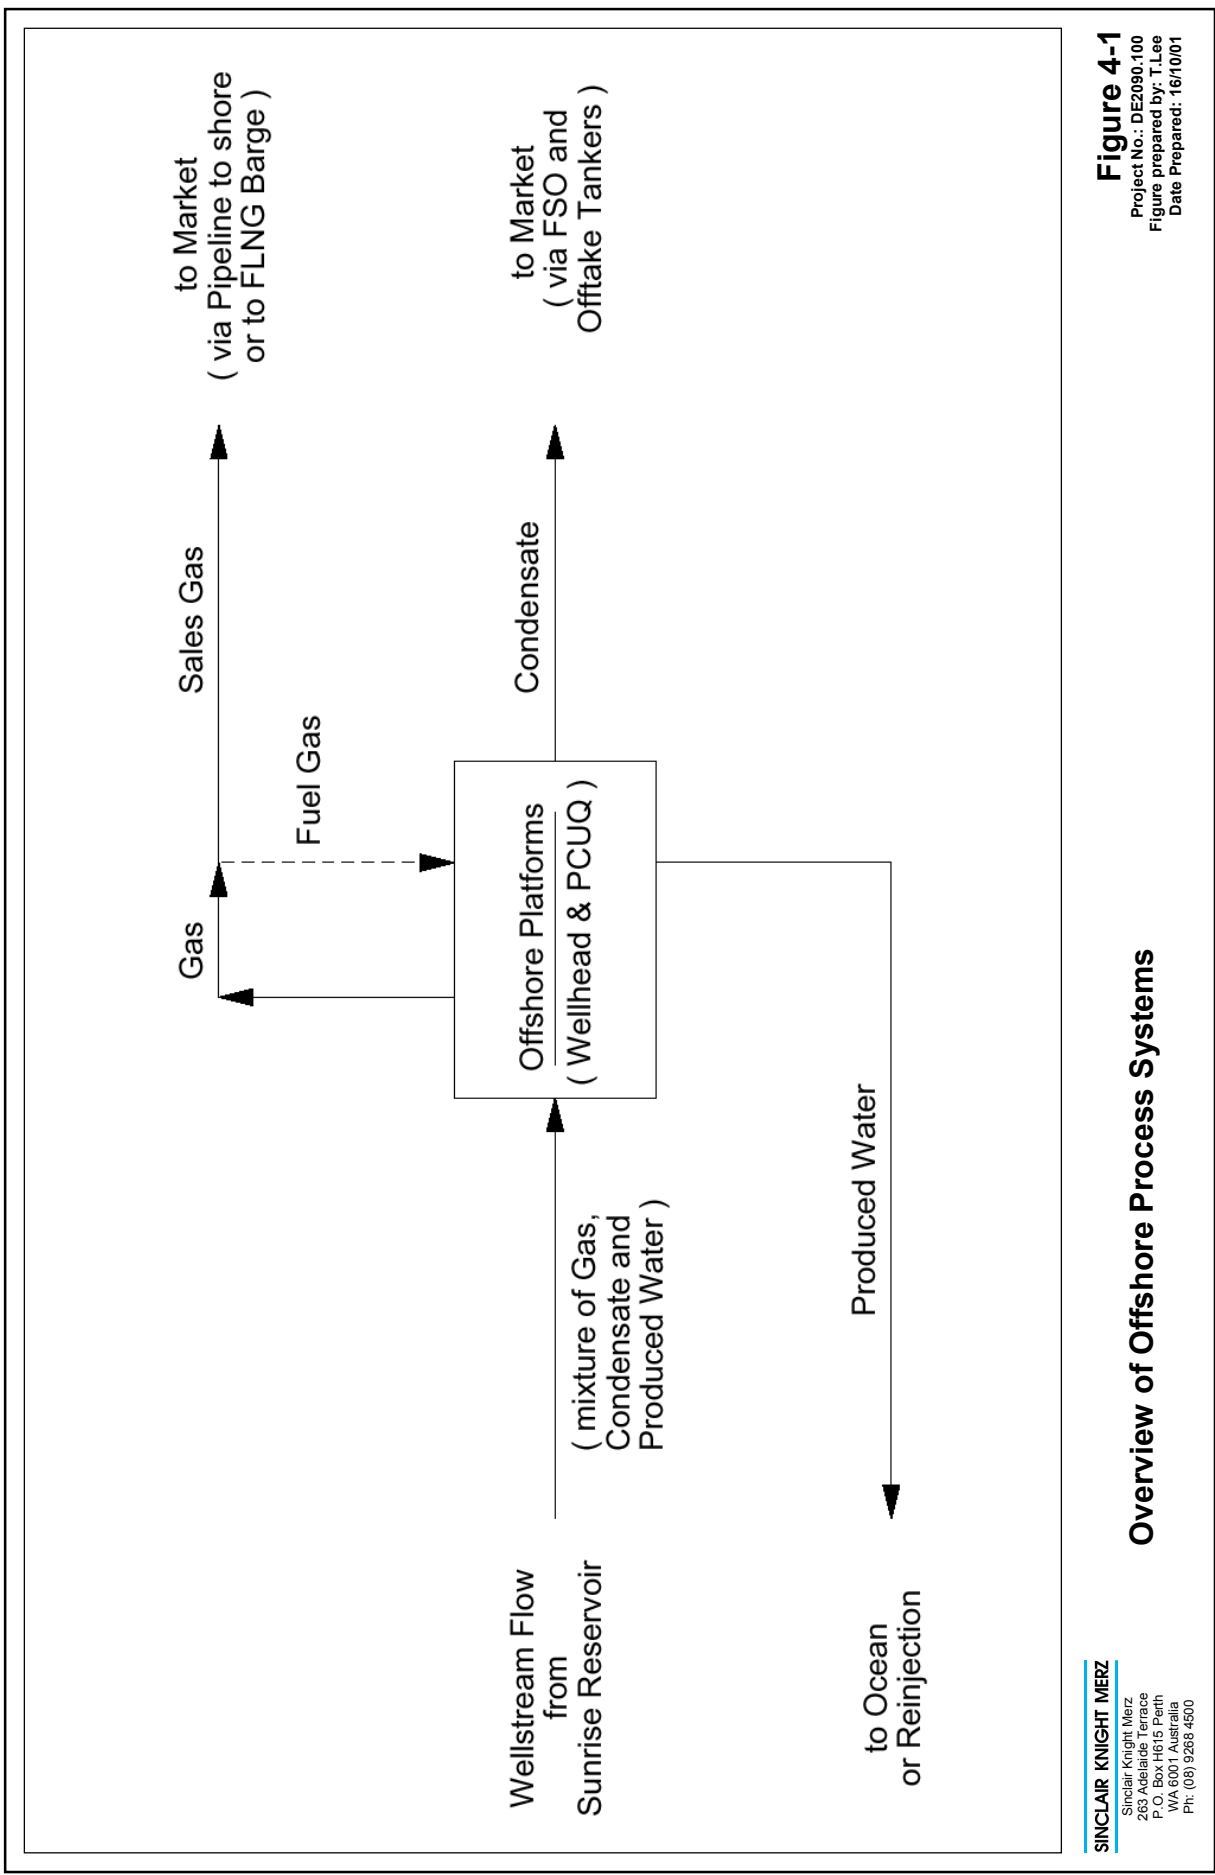 to Market
( via Pipeline to shore
or to FLNG Barge )
Sales Gas
Gas
Fuel Gas
to Market
( via FSO and
Offtake Tankers )
Condensate
Offshore Platforms
( Wellhead & PCUQ )
Wellstream Flow
from
Sunrise Reservoir
( mixture of Gas,
Condensate and
Produced Water )
Produced Water
to Ocean
or Reinjection
SINCLAIR KNIGHT MERZ
Sinclair Knight Merz
263 Adelaide Terrace
P.O. Box H615 Perth
WA 6001 Australia
Ph: (08) 9268 4500
Overview of Offshore Process Systems
Figure 4-1
Project No.: DE2090.100
Figure prepared by: T.Lee
Date Prepared: 16/10/01